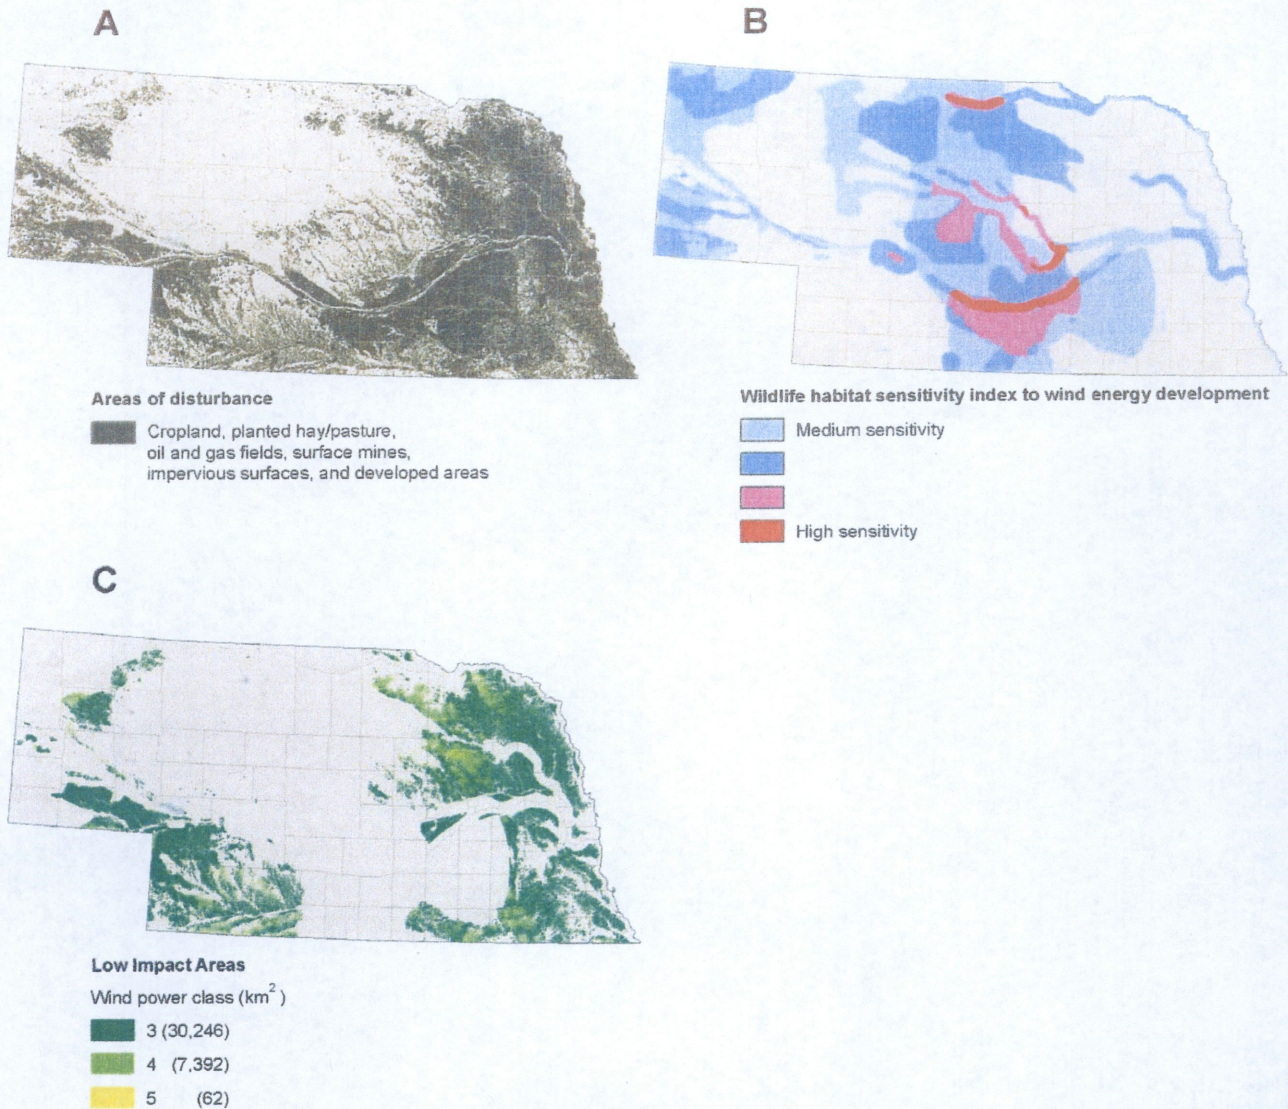 A
B
Areas of disturbance
Cropland, planted hay/pasture,
oil and gas fields, surface mines,
impervious surfaces, and developed areas
Wildlife habitat sensitivity index to wind energy development
Medium sensitivity
High sensitivity
C
Low Impact Areas
Wind power class (km²)
3 (30,246)
4 (7,392)
5 (62)